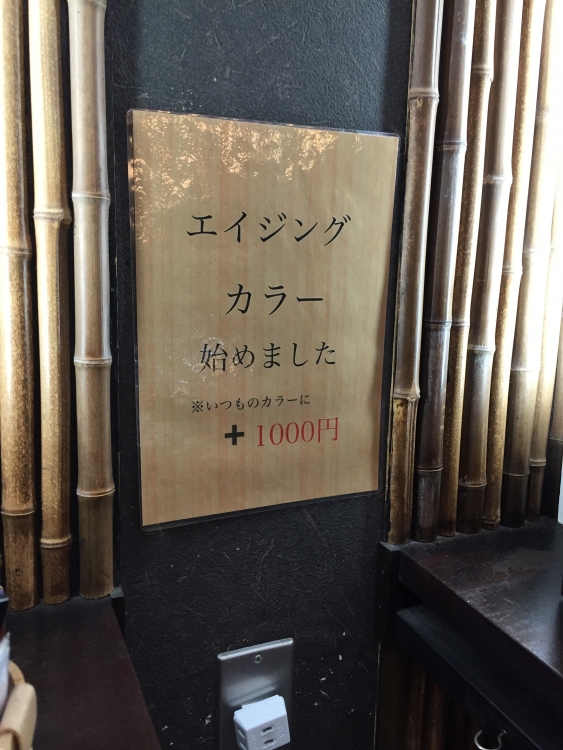 エイジング
カラー
始めました
※いつものカラーに
+ 1000円